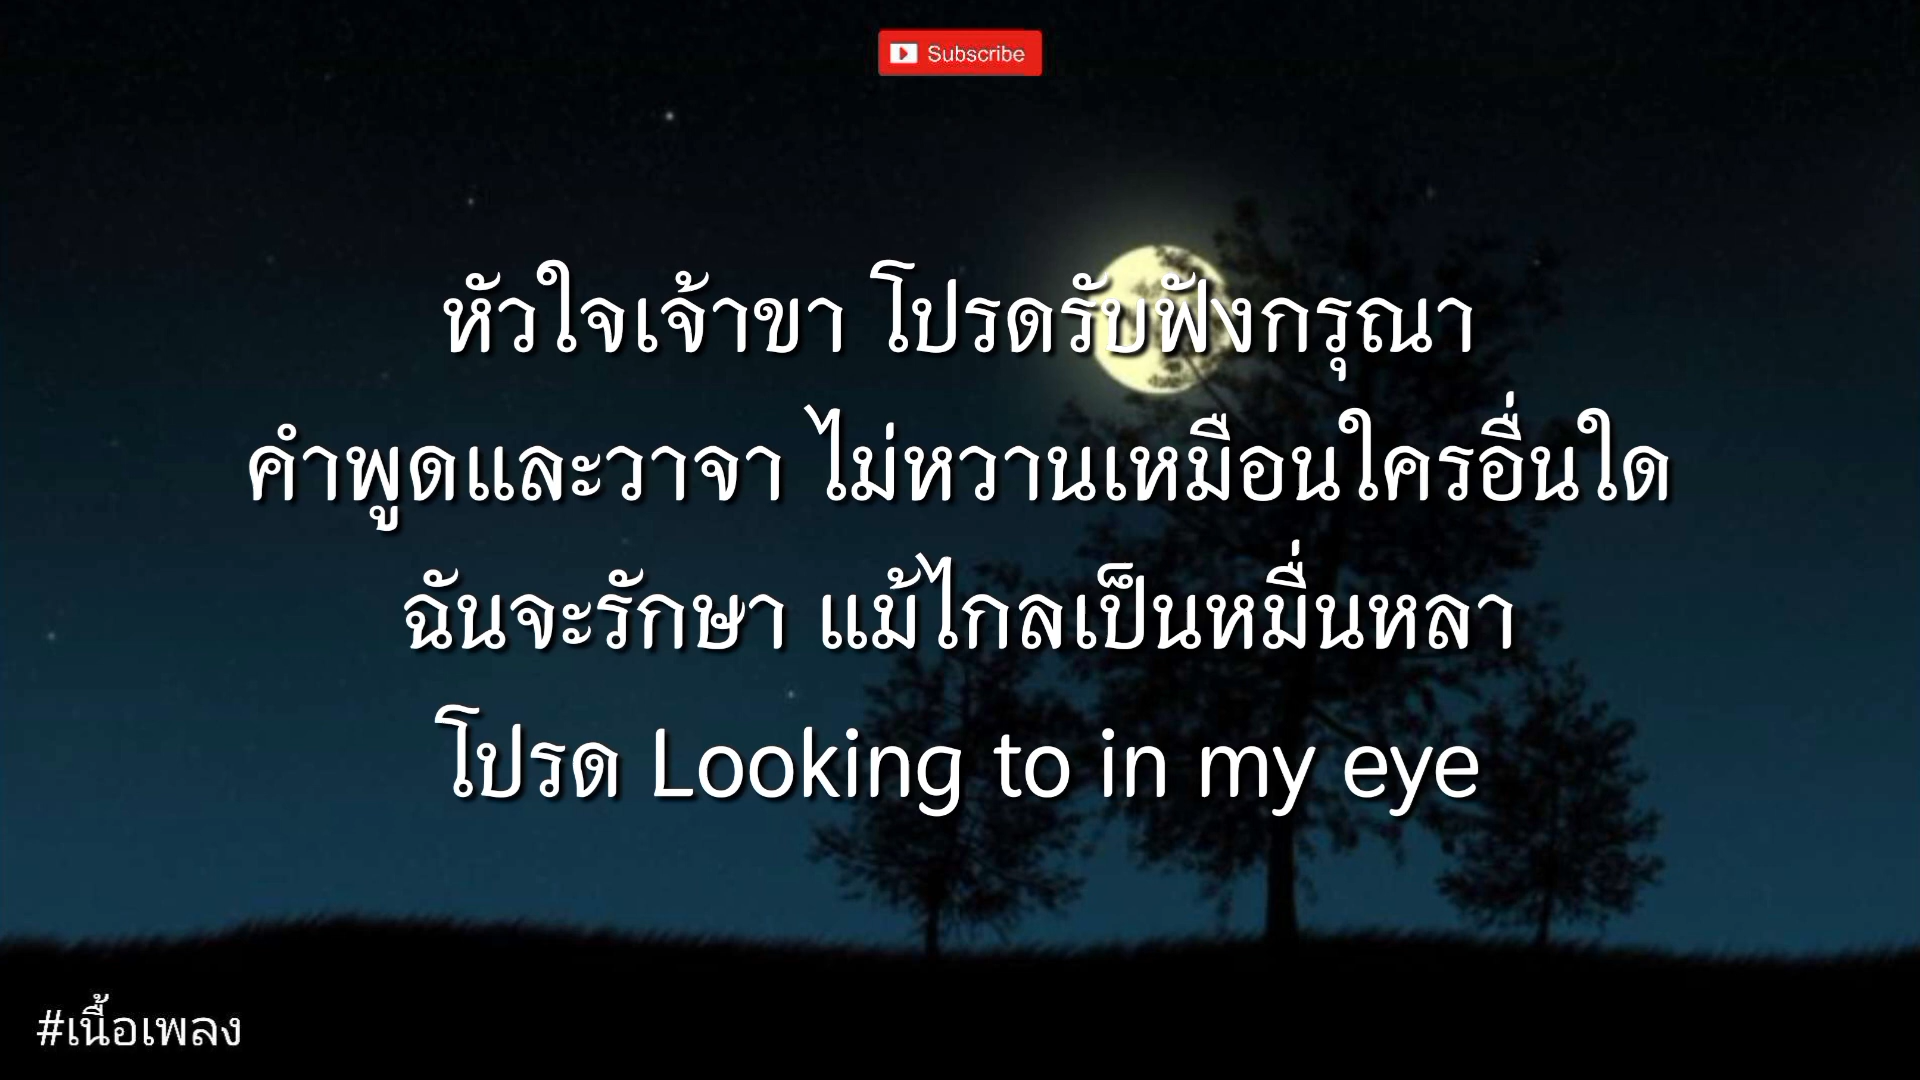 Subscribe
หัวใจเจ้าขา โปรดรับฟังกรุณา
คำพูดและวาจา ไม่หวานเหมือนใครอื่นใด
ฉันจะรักษา แม้ไกลเป็นหมื่นหลา
โปรด Looking to in my eye
#เนื้อเพลง